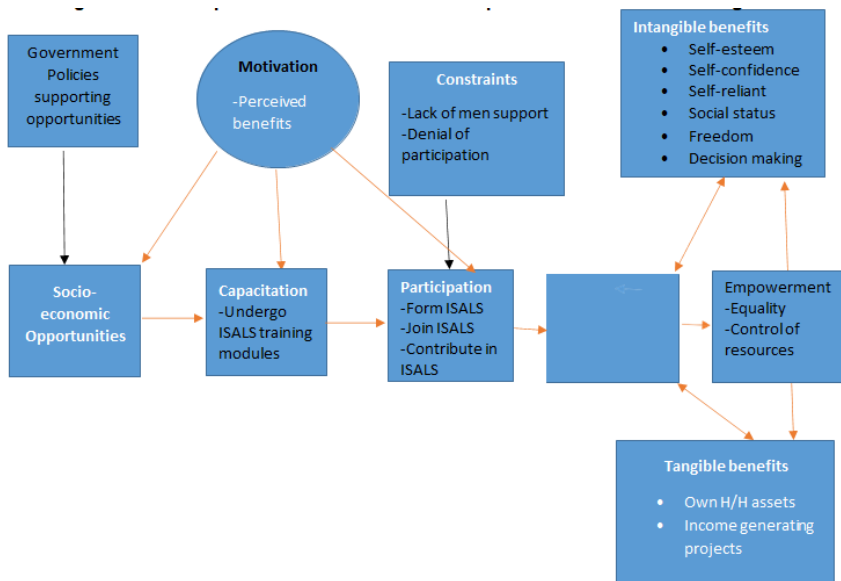 Government
Policies
supporting
opportunities
Motivation
-Perceived
benefits
Constraints
-Lack of men support
-Denial of
participation
Intangible benefits
• Self-esteem
• Self-confidence
• Self-reliant
• Social status
• Freedom
• Decision making
Socio-
economic
Opportunities
Capacitation
-Undergo
ISALS training
modules
Participation
-Form ISALS
-Join ISALS
-Contribute in
ISALS
Empowerment
-Equality
-Control of
resources
Tangible benefits
• Own H/H assets
• Income generating
projects